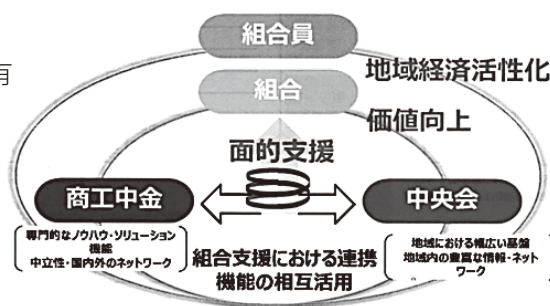 組合員
有
地域経済活性化
組合
価値向上
面的支援
商工中金
中央会
専門的なノウハウ・ソリューション
機能
中立性・国内外のネットワーク
組合支援における連携
機能の相互活用
地域における幅広い基盤
地域内の豊富な情報・ネット
ワーク